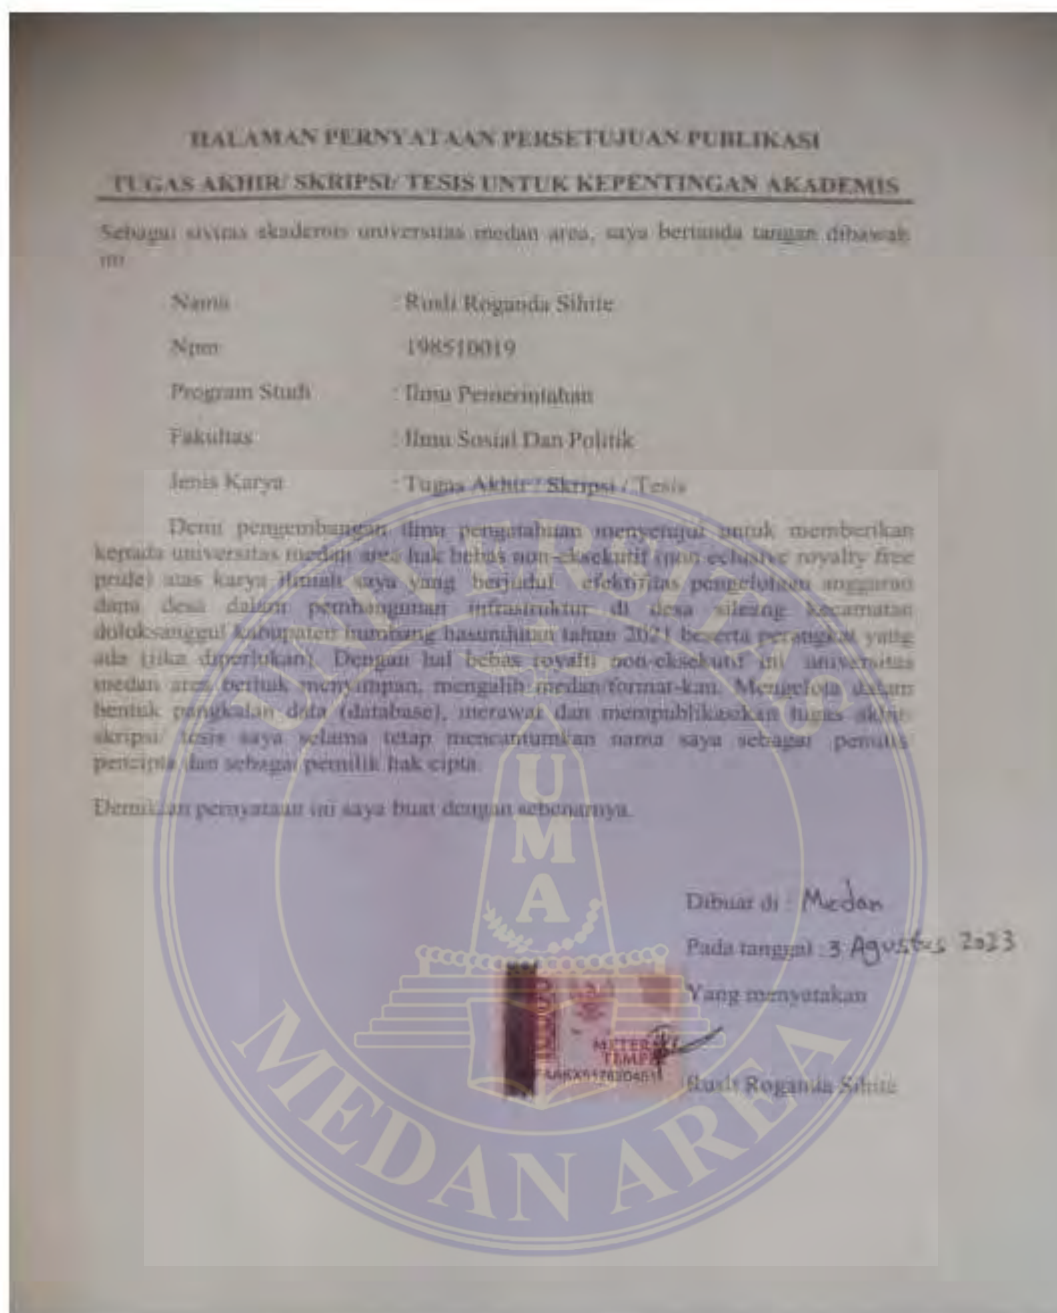 HALAMAN PERNYATAAN PERSETUJUAN PUBLIKASI
TUGAS AKHIR/ SKRIPSI/ TESIS UNTUK KEPENTINGAN AKADEMIS
Sebagai sivitas akademis universitas medan area, saya bertanda tangan dibawah
ini
Nama : Rusli Roganda Sihite
Npm 198510019
Program Studi : Ilmu Pemerintahan
Fakultas : Ilmu Sosial Dan Politik
Jenis Karya : Tugas Akhir / Skripsi / Tesis
Demi pengembangan ilmu pengatahuan menyetujui untuk memberikan
kepada universitas medan area hak bebas non-eksekutif (non eclusive royalty free
) atas karya ilmiah saya yang berjudul efektifitas pengelolaan anggaran
dana desa dalam pembangunan infrastruktur di desa sileang kecamatan
doloksanggul kabupaten humbang hasundutan tahun 2021 beserta perangkat yang
ada (jika diperlukan). Dengan hal bebas royalti non-eksekutif ini universitas
medan area berhak menyimpan, mengalih medan/format-kan. Mengelola dalam
bentuk pangkalan data (database), merawat dan mempublikasikan tugas akhir/
skripsi/ tesis saya selama tetap mencantumkan nama saya sebagai penulis
pencipta dan sebagai pemilik hak cipta.
Demikian pernyataan ini saya buat dengan sebenarnya.
Dibuat di : Medan
Pada tanggal : 3 Agustus 2023
Yang menyatakan
10000
METERAI
TEMPEL
Rusli Roganda Sihite
UNIVERSITAS
UMA
MEDAN AREA